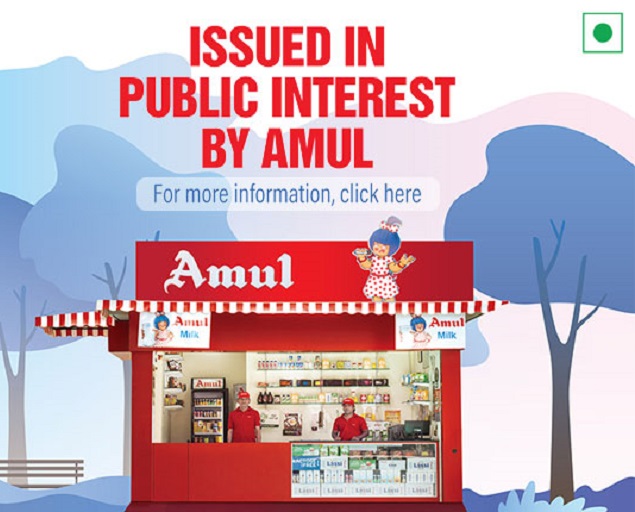 ISSUED IN
PUBLIC INTEREST
BY AMUL
For more information, click here
Amul
Amul
Milk
Amul
Milk
Amul